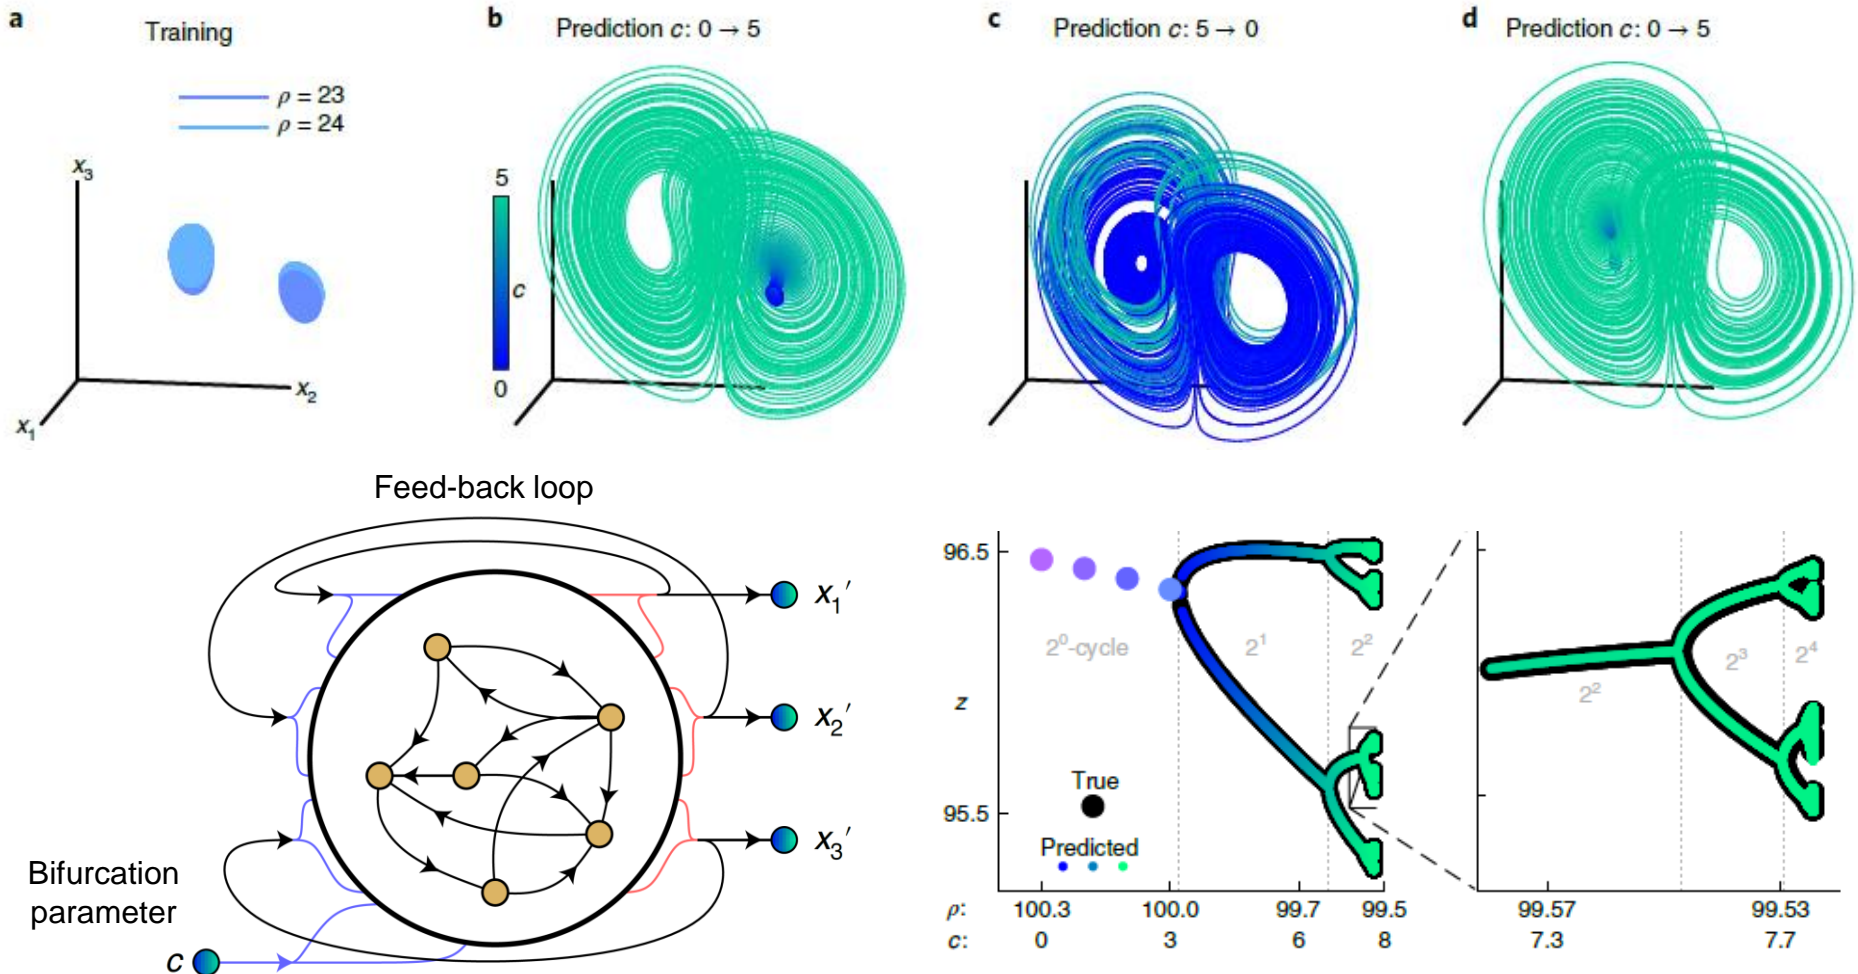 a
Training
ρ = 23
ρ = 24
x3
x2
x1
b
Prediction c: 0 → 5
5
c
0
c
Prediction c: 5 → 0
d
Prediction c: 0 → 5
Feed-back loop
x1′
x2′
x3′
Bifurcation
parameter
c
96.5
z
95.5
2⁰-cycle
2¹
2²
True
Predicted
ρ: 100.3 100.0 99.7 99.5
c: 0 3 6 8
2²
2³
2⁴
99.57 99.53
7.3 7.7